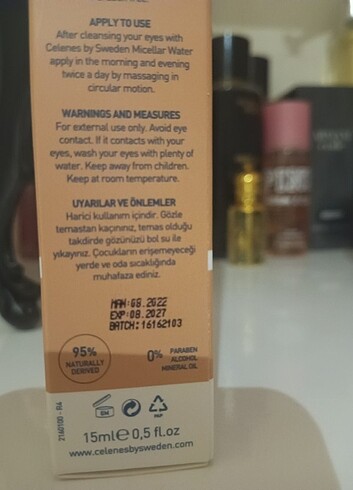 APPLY TO USE
After cleansing your eyes with
Celenes by Sweden Micellar Water
apply in the morning and evening
twice a day by massaging in
circular motion.
WARNINGS AND MEASURES
For external use only. Avoid eye
contact. If it contacts with your
eyes, wash your eyes with plenty of
water. Keep away from children.
Keep at room temperature.
UYARILAR VE ÖNLEMLER
Harici kullanım içindir. Gözle
temastan kaçınınız, temas olduğu
takdirde gözünüzü bol su ile
yıkayınız. Çocukların erişemeyeceği
yerde ve oda sıcaklığında
muhafaza ediniz.
MAN:08.2022
EXP:08.2027
BATCH:16162103
95%
NATURALLY
DERIVED
0% PARABEN
ALCOHOL
MINERAL OIL
6M
PAP
15ml e 0,5 fl.oz
www.celenesbysweden.com